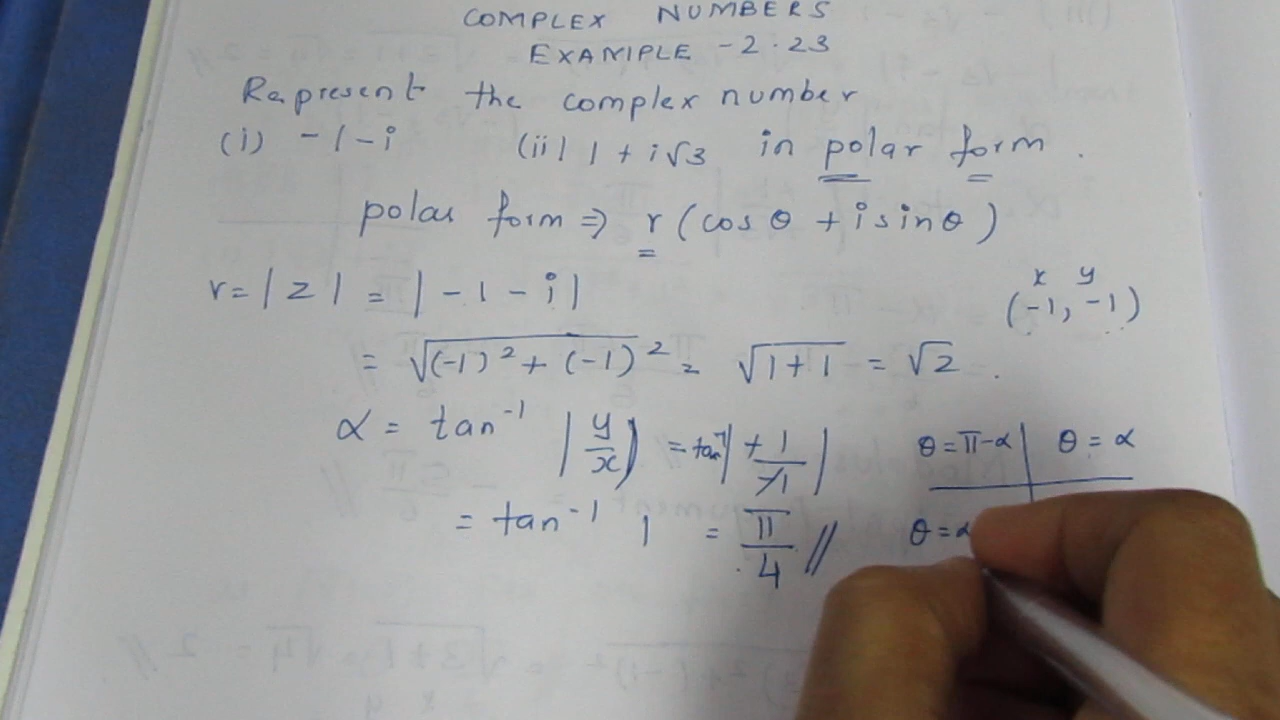 COMPLEX NUMBERS
EXAMPLE - 2.23
Represent the complex number
(i) -1-i (ii) 1+i√3 in polar form.
polar form ⇒ r(cosθ + isinθ)
r = |z| = |-1-i|
x y
(-1, -1)
= √(-1)² + (-1)² = √1+1 = √2.
α = tan⁻¹ |y/x| = tan⁻¹ |+1/-1|
= tan⁻¹ 1 = π/4 //
θ = π-α | θ = α
θ = α